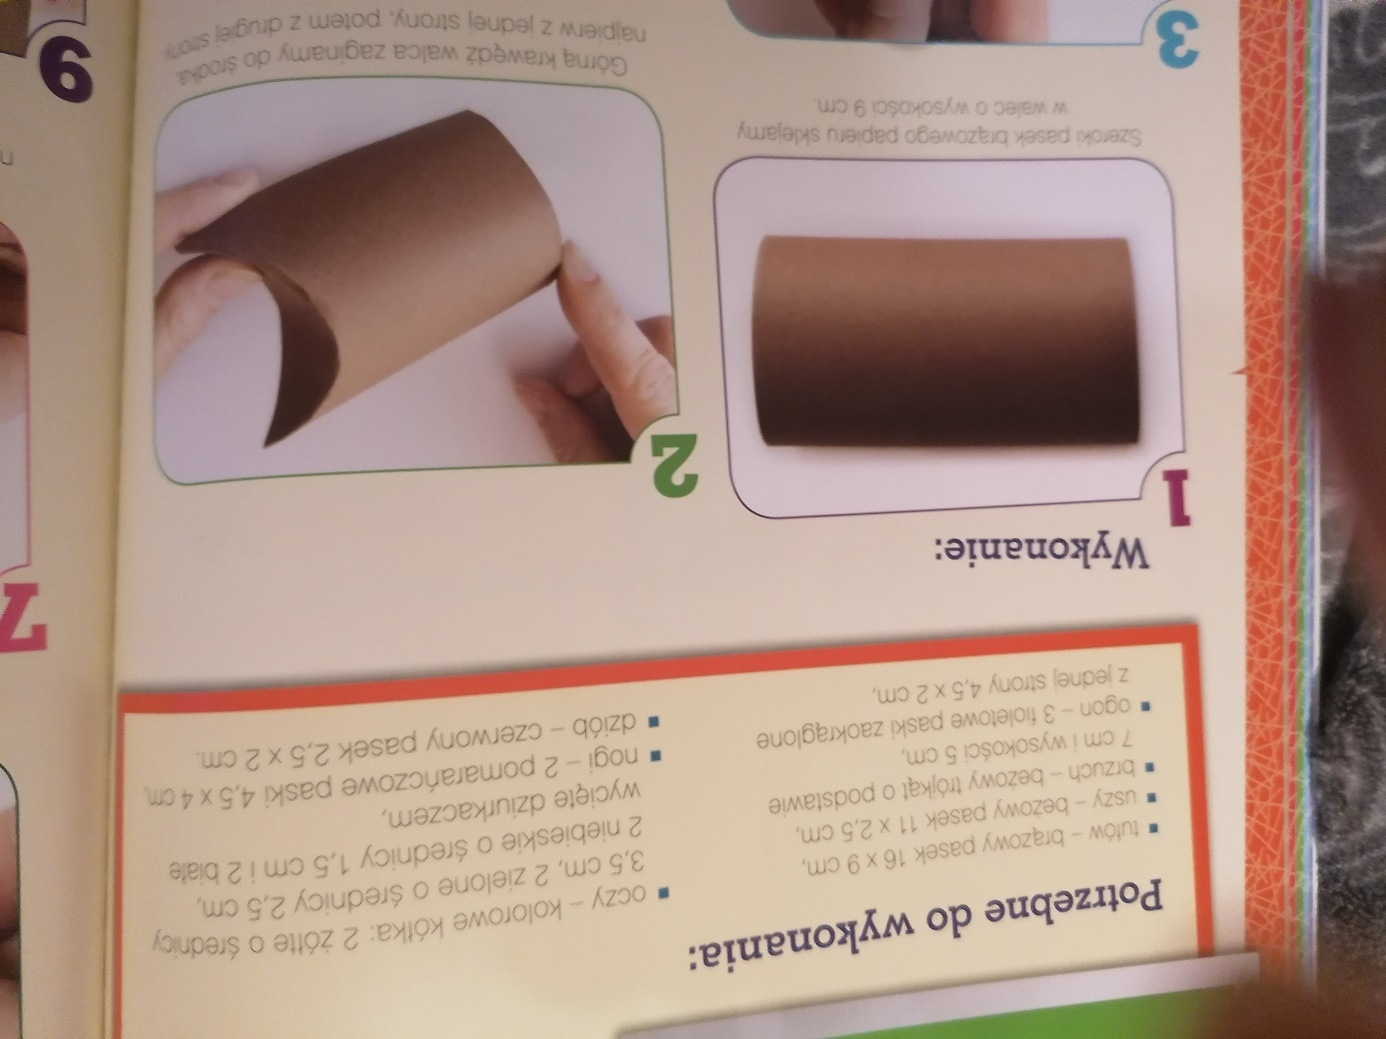 Potrzebne do wykonania:
▪ tułów – brązowy pasek 16 x 9 cm,
▪ uszy – beżowy pasek 11 x 2,5 cm,
▪ brzuch – beżowy trójkąt o podstawie
7 cm i wysokości 5 cm,
▪ ogon – 3 fioletowe paski zaokrąglone
z jednej strony 4,5 x 2 cm,
▪ oczy – kolorowe kółka: 2 żółte o średnicy
3,5 cm, 2 zielone o średnicy 2,5 cm,
2 niebieskie o średnicy 1,5 cm i 2 białe
wycięte dziurkaczem,
▪ nogi – 2 pomarańczowe paski 4,5 x 4 cm,
▪ dziób – czerwony pasek 2,5 x 2 cm.
Wykonanie:
1
Szeroki pasek brązowego papieru sklejamy
w walec o wysokości 9 cm.
2
Górną krawędź walca zaginamy do środka,
najpierw z jednej strony, potem z drugiej strony
3
7
9
n